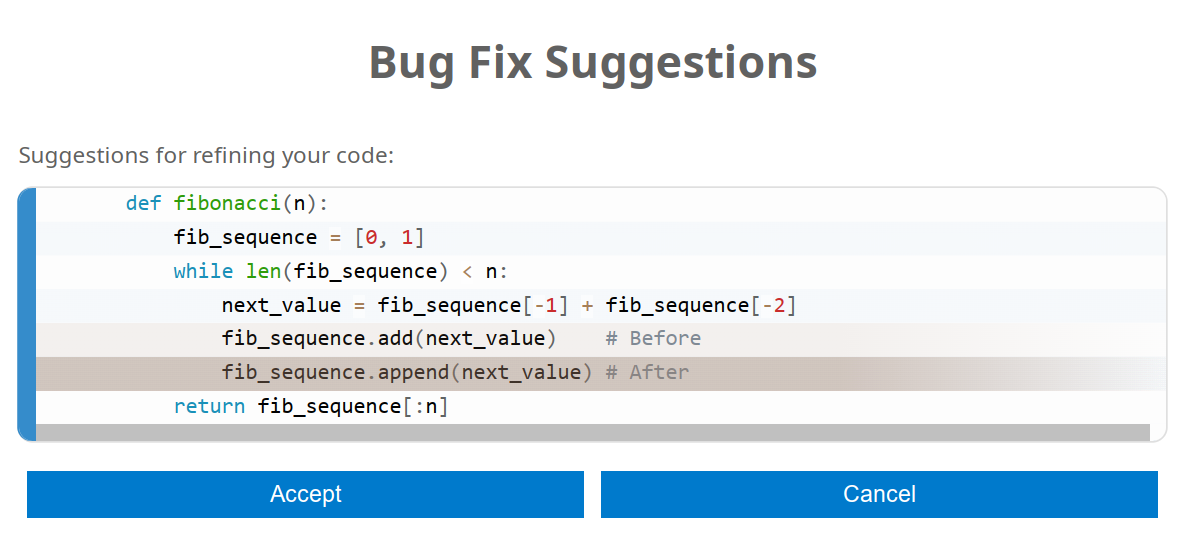 Bug Fix Suggestions
Suggestions for refining your code:
def fibonacci(n):
    fib_sequence = [0, 1]
    while len(fib_sequence) < n:
        next_value = fib_sequence[-1] + fib_sequence[-2]
        fib_sequence.add(next_value)    # Before
        fib_sequence.append(next_value) # After
    return fib_sequence[:n]
Accept Cancel